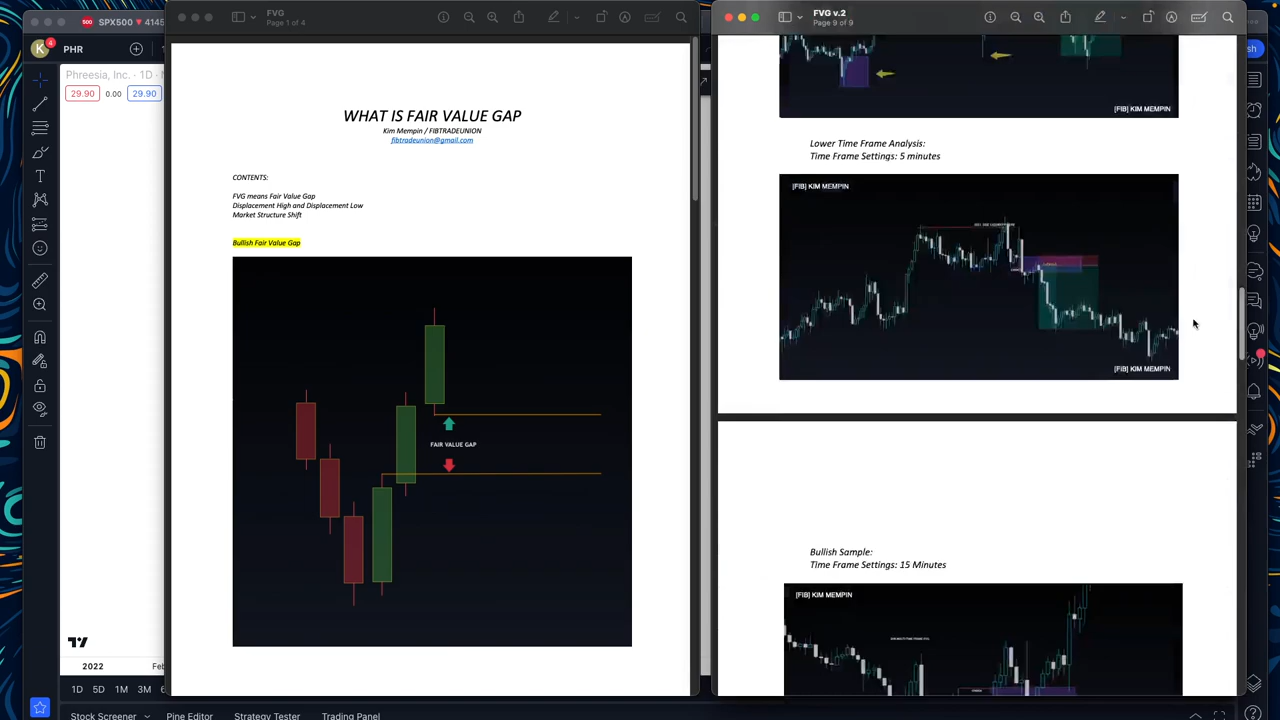 SPX500 ▼ 4145
K
4
PHR
Phreesia, Inc. · 1D ·
29.90 0.00 29.90
2022 Feb
1D 5D 1M 3M
Stock Screener Pine Editor Strategy Tester Trading Panel
FVG
Page 1 of 4
WHAT IS FAIR VALUE GAP
Kim Mempin / FIBTRADEUNION
fibtradeunion@gmail.com
CONTENTS:
FVG means Fair Value Gap
Displacement High and Displacement Low
Market Structure Shift
Bullish Fair Value Gap
FAIR VALUE GAP
FVG v.2
Page 9 of 9
[FIB] KIM MEMPIN
Lower Time Frame Analysis:
Time Frame Settings: 5 minutes
[FIB] KIM MEMPIN
[FIB] KIM MEMPIN
Bullish Sample:
Time Frame Settings: 15 Minutes
[FIB] KIM MEMPIN